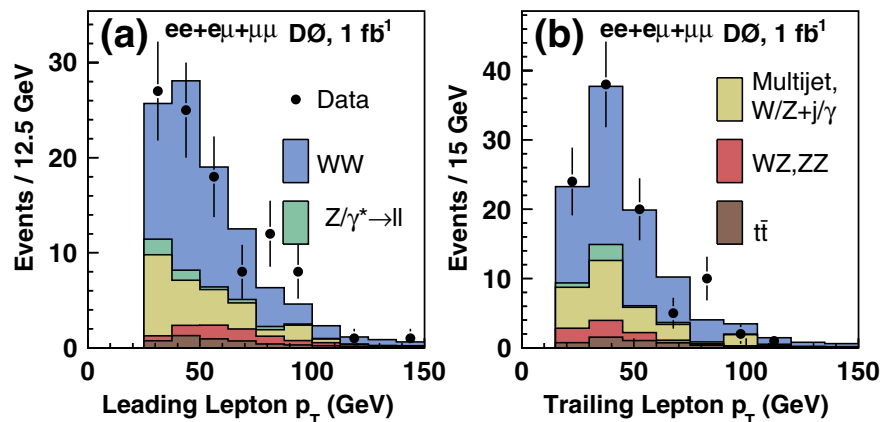 (a) ee+eμ+μμ DØ, 1 fb⁻¹
30
20
10
0
Events / 12.5 GeV
Data
WW
Z/γ*→ll
0 50 100 150
Leading Lepton p_T (GeV)
(b) ee+eμ+μμ DØ, 1 fb⁻¹
40
30
20
10
0
Events / 15 GeV
Multijet,
W/Z+j/γ
WZ,ZZ
tt̄
0 50 100 150
Trailing Lepton p_T (GeV)